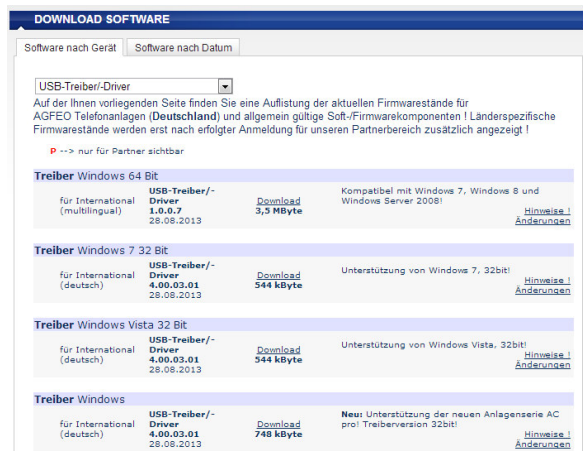 DOWNLOAD SOFTWARE
Software nach Gerät
Software nach Datum
USB-Treiber/-Driver
Auf der Ihnen vorliegenden Seite finden Sie eine Auflistung der aktuellen Firmwarestände für
AGFEO Telefonanlagen (Deutschland) und allgemein gültige Soft-/Firmwarekomponenten ! Länderspezifische
Firmwarestände werden erst nach erfolgter Anmeldung für unseren Partnerbereich zusätzlich angezeigt !
P --> nur für Partner sichtbar
Treiber Windows 64 Bit
für International
(multilingual)
USB-Treiber/-
Driver
1.0.0.7
28.08.2013
Download
3,5 MByte
Kompatibel mit Windows 7, Windows 8 und
Windows Server 2008!
Hinweise !
Änderungen
Treiber Windows 7 32 Bit
für International
(deutsch)
USB-Treiber/-
Driver
4.00.03.01
28.08.2013
Download
544 kByte
Unterstützung von Windows 7, 32bit!
Hinweise !
Änderungen
Treiber Windows Vista 32 Bit
für International
(deutsch)
USB-Treiber/-
Driver
4.00.03.01
28.08.2013
Download
544 kByte
Unterstützung von Windows Vista, 32bit!
Hinweise !
Änderungen
Treiber Windows
für International
(deutsch)
USB-Treiber/-
Driver
4.00.03.01
28.08.2013
Download
748 kByte
Neu: Unterstützung der neuen Anlagenserie AC
pro! Treiberversion 32bit!
Hinweise !
Änderungen